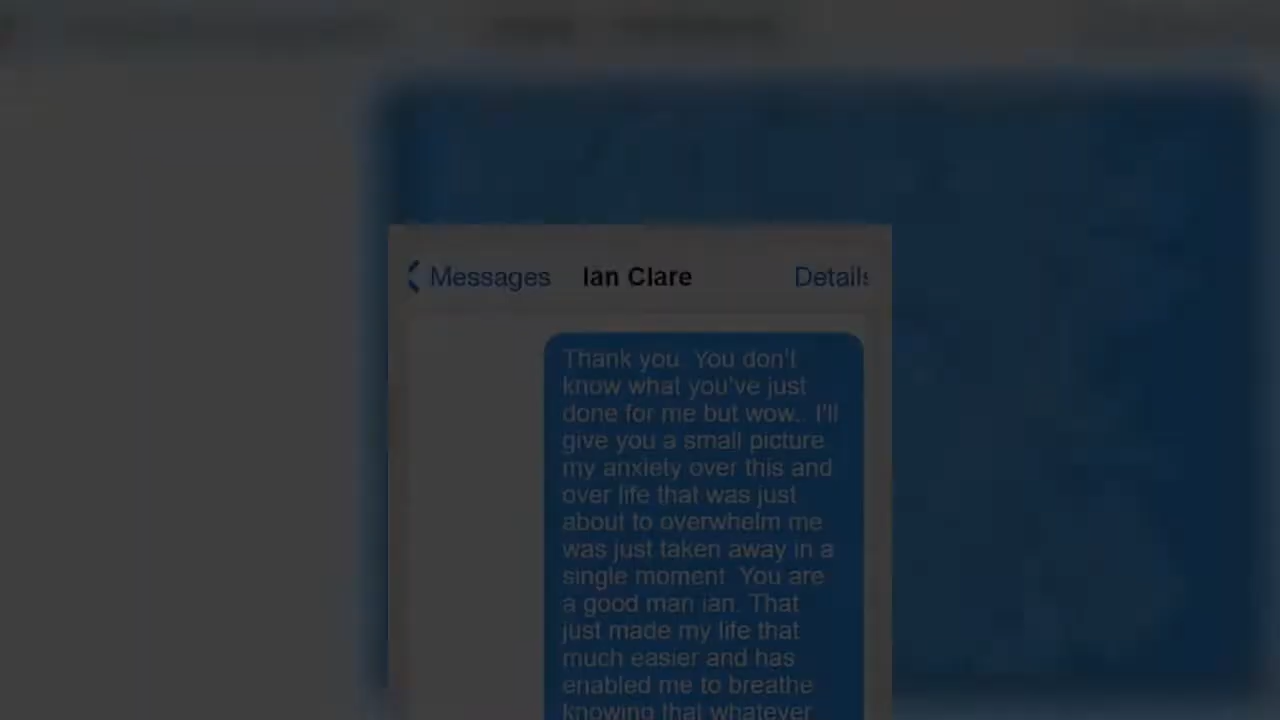 Messages Ian Clare Details
Thank you. You don't
know what you've just
done for me but wow.. I'll
give you a small picture
my anxiety over this and
over life that was just
about to overwhelm me
was just taken away in a
single moment. You are
a good man ian. That
just made my life that
much easier and has
enabled me to breathe
knowing that whatever